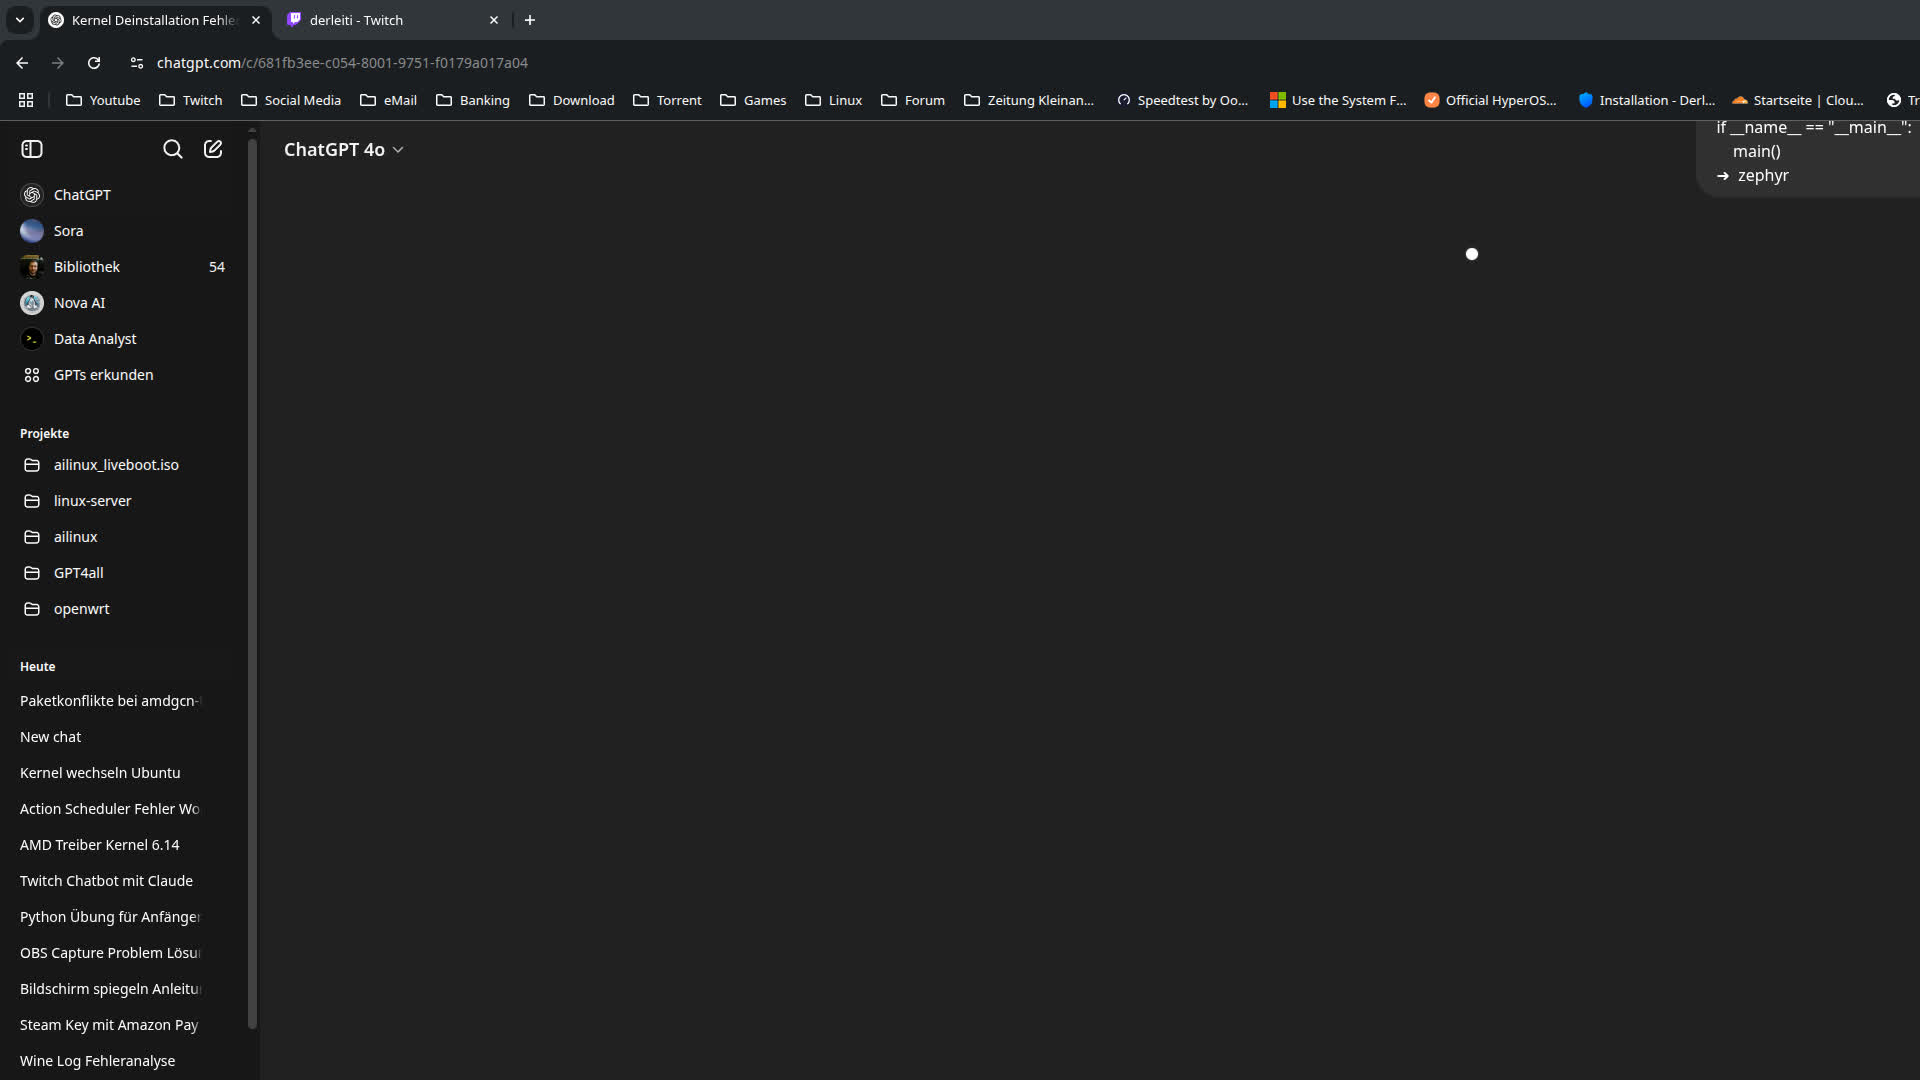 Kernel Deinstallation Fehle
derleiti - Twitch
chatgpt.com/c/681fb3ee-c054-8001-9751-f0179a017a04
Youtube
Twitch
Social Media
eMail
Banking
Download
Torrent
Games
Linux
Forum
Zeitung Kleinan...
Speedtest by Oo...
Use the System F...
Official HyperOS...
Installation - Derl...
Startseite | Clou...
Tr
ChatGPT 4o
if __name__ == "__main__":
main()
➜ zephyr
ChatGPT
Sora
Bibliothek 54
Nova AI
Data Analyst
GPTs erkunden
Projekte
ailinux_liveboot.iso
linux-server
ailinux
GPT4all
openwrt
Heute
Paketkonflikte bei amdgcn-
New chat
Kernel wechseln Ubuntu
Action Scheduler Fehler Wo
AMD Treiber Kernel 6.14
Twitch Chatbot mit Claude
Python Übung für Anfänger
OBS Capture Problem Lösu
Bildschirm spiegeln Anleitu
Steam Key mit Amazon Pay
Wine Log Fehleranalyse